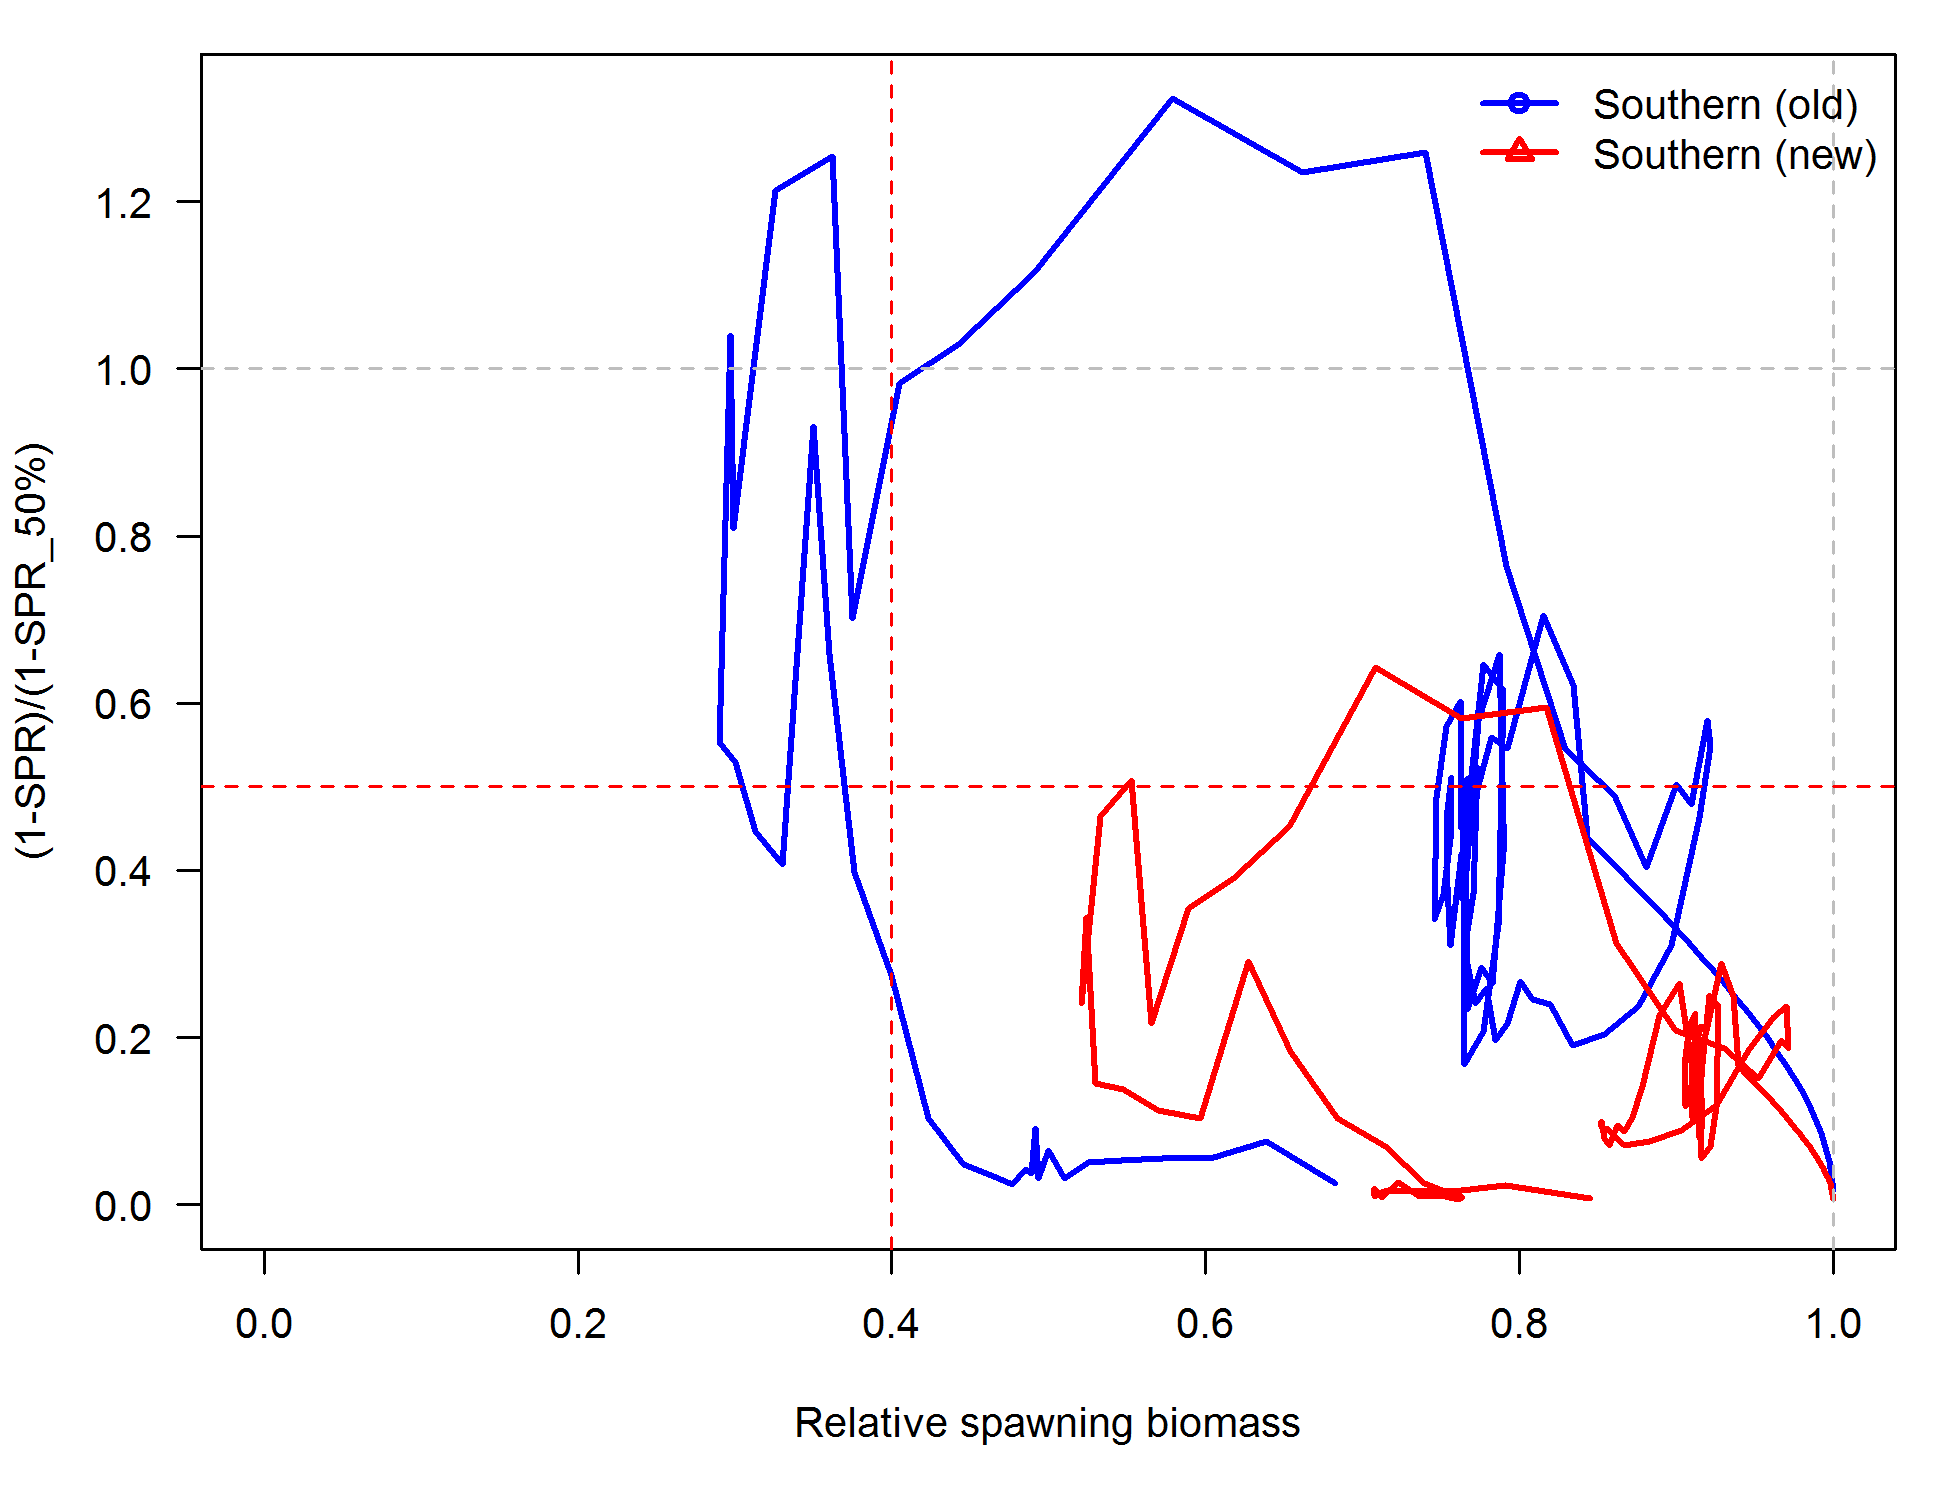 Southern (old)
Southern (new)
(1-SPR)/(1-SPR_50%)
1.2
1.0
0.8
0.6
0.4
0.2
0.0
0.0 0.2 0.4 0.6 0.8 1.0
Relative spawning biomass